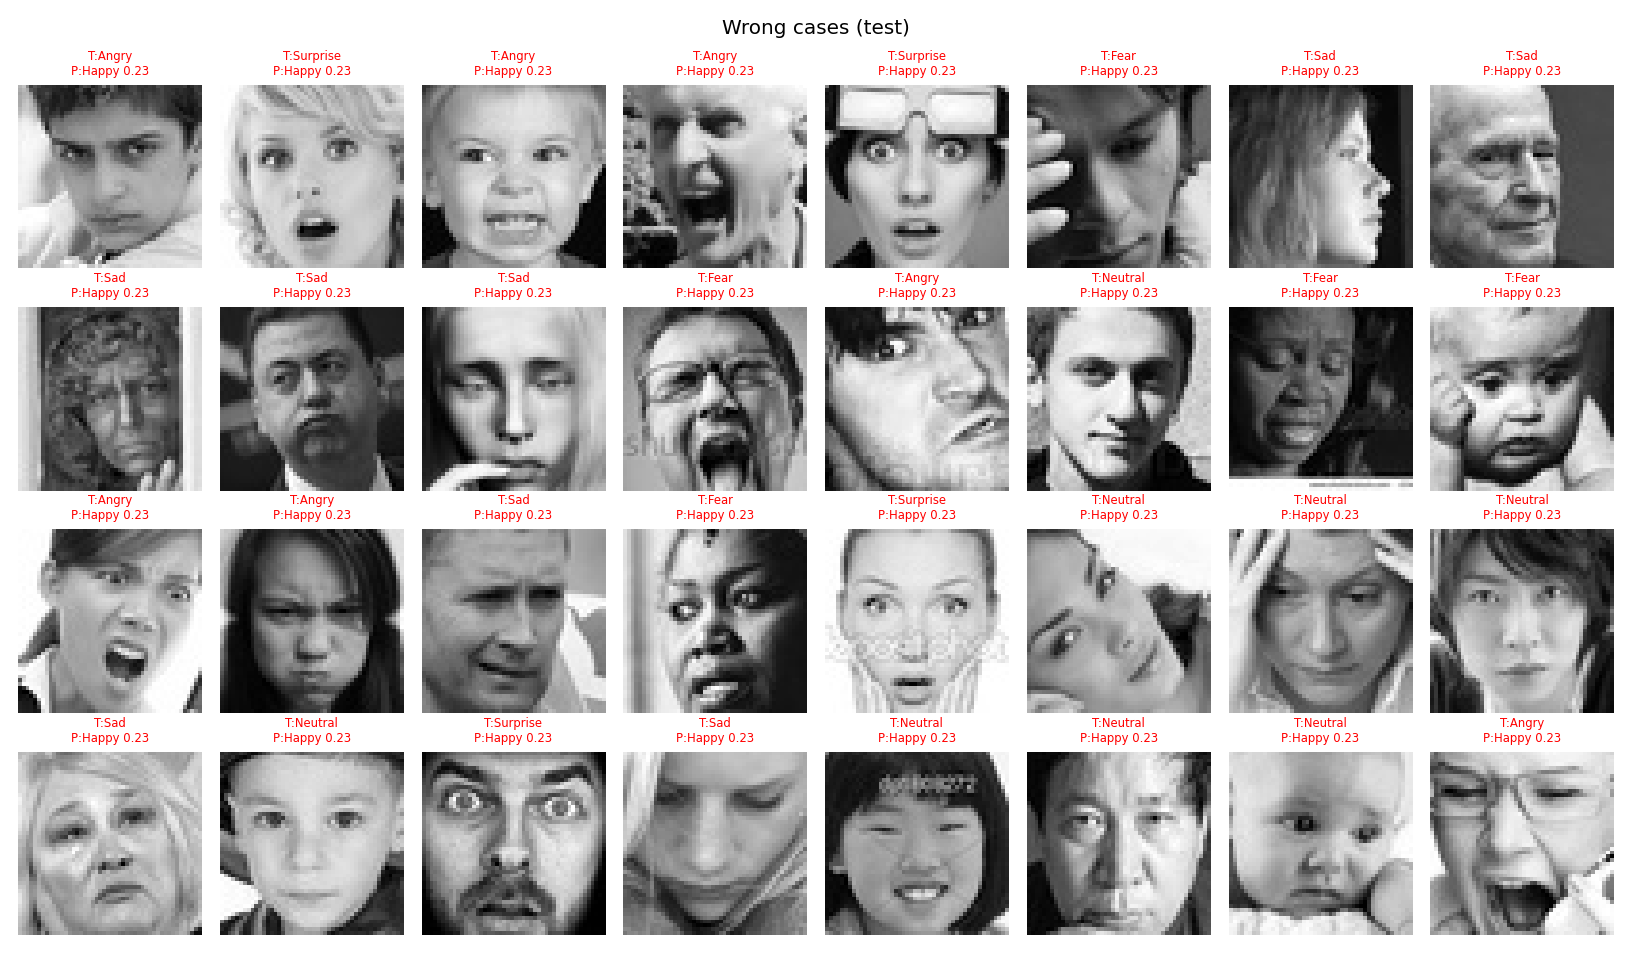 Wrong cases (test)
T:Angry T:Surprise T:Angry T:Angry T:Surprise T:Fear T:Sad T:Sad
P:Happy 0.23 P:Happy 0.23 P:Happy 0.23 P:Happy 0.23 P:Happy 0.23 P:Happy 0.23 P:Happy 0.23 P:Happy 0.23
T:Sad T:Sad T:Sad T:Fear T:Angry T:Neutral T:Fear T:Fear
P:Happy 0.23 P:Happy 0.23 P:Happy 0.23 P:Happy 0.23 P:Happy 0.23 P:Happy 0.23 P:Happy 0.23 P:Happy 0.23
T:Angry T:Angry T:Sad T:Fear T:Surprise T:Neutral T:Neutral T:Neutral
P:Happy 0.23 P:Happy 0.23 P:Happy 0.23 P:Happy 0.23 P:Happy 0.23 P:Happy 0.23 P:Happy 0.23 P:Happy 0.23
T:Sad T:Neutral T:Surprise T:Sad T:Neutral T:Neutral T:Neutral T:Angry
P:Happy 0.23 P:Happy 0.23 P:Happy 0.23 P:Happy 0.23 P:Happy 0.23 P:Happy 0.23 P:Happy 0.23 P:Happy 0.23